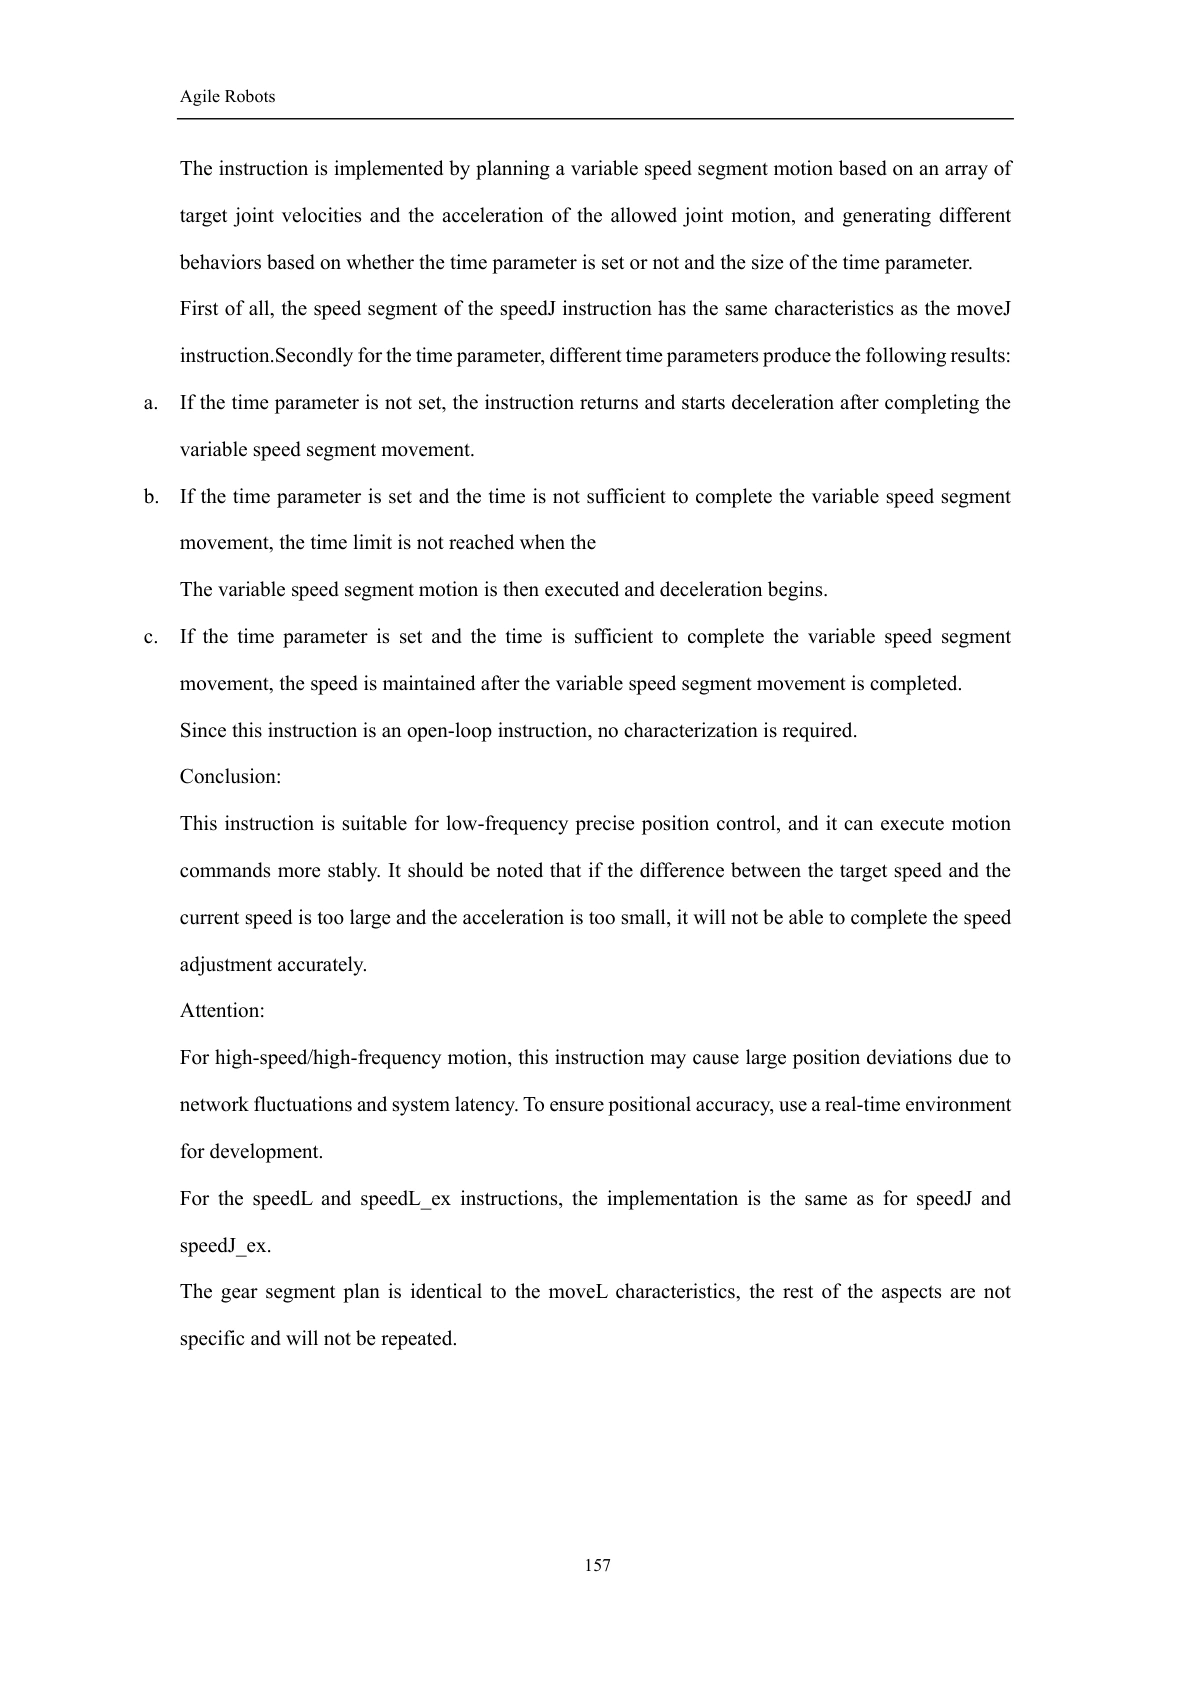 Agile Robots
The instruction is implemented by planning a variable speed segment motion based on an array of
target joint velocities and the acceleration of the allowed joint motion, and generating different
behaviors based on whether the time parameter is set or not and the size of the time parameter.
First of all, the speed segment of the speedJ instruction has the same characteristics as the moveJ
instruction.Secondly for the time parameter, different time parameters produce the following results:
a. If the time parameter is not set, the instruction returns and starts deceleration after completing the
variable speed segment movement.
b. If the time parameter is set and the time is not sufficient to complete the variable speed segment
movement, the time limit is not reached when the
The variable speed segment motion is then executed and deceleration begins.
c. If the time parameter is set and the time is sufficient to complete the variable speed segment
movement, the speed is maintained after the variable speed segment movement is completed.
Since this instruction is an open-loop instruction, no characterization is required.
Conclusion:
This instruction is suitable for low-frequency precise position control, and it can execute motion
commands more stably. It should be noted that if the difference between the target speed and the
current speed is too large and the acceleration is too small, it will not be able to complete the speed
adjustment accurately.
Attention:
For high-speed/high-frequency motion, this instruction may cause large position deviations due to
network fluctuations and system latency. To ensure positional accuracy, use a real-time environment
for development.
For the speedL and speedL_ex instructions, the implementation is the same as for speedJ and
speedJ_ex.
The gear segment plan is identical to the moveL characteristics, the rest of the aspects are not
specific and will not be repeated.
157